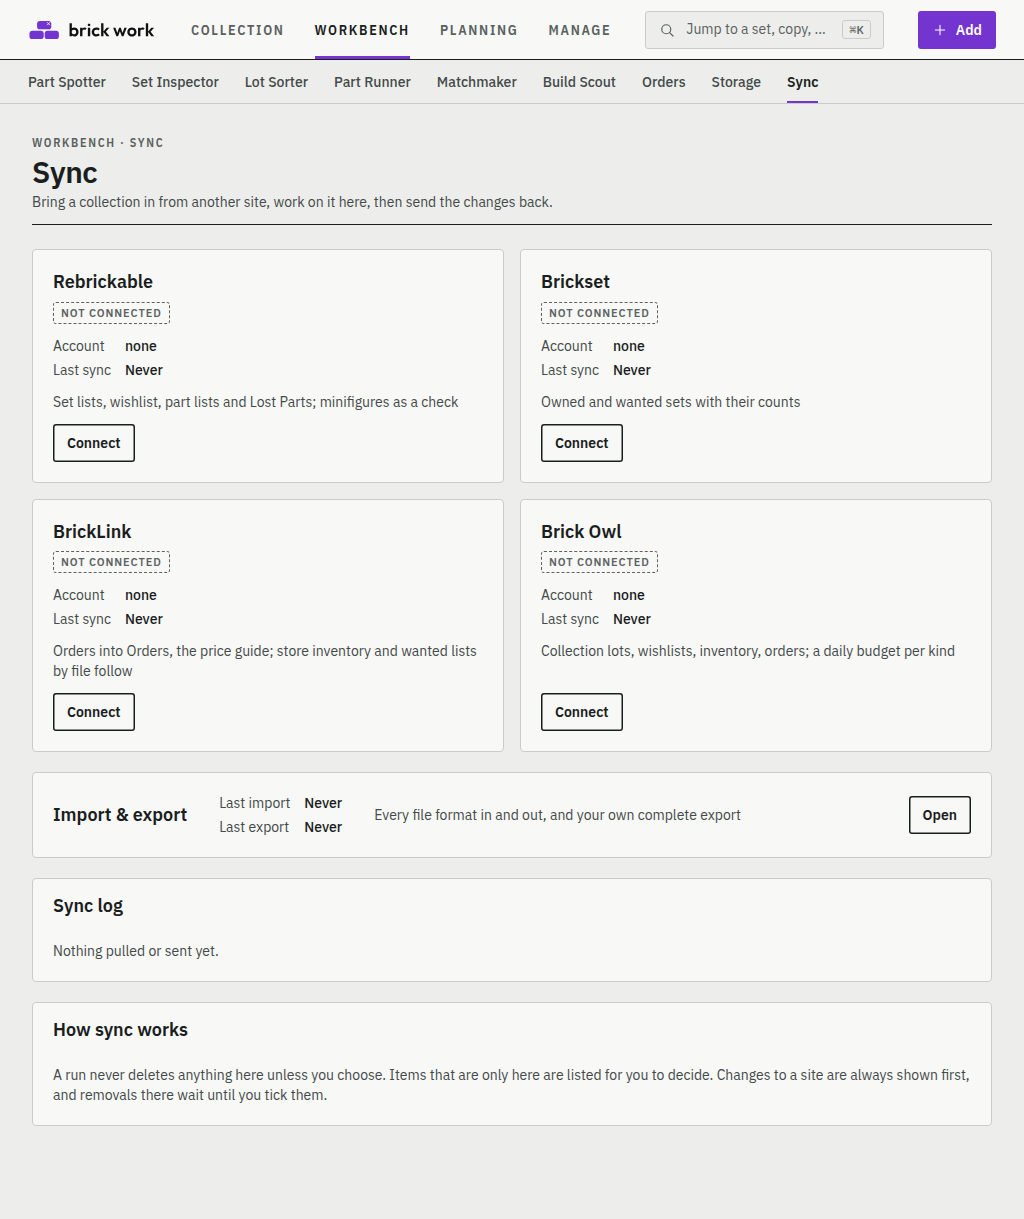 brick work
COLLECTION
WORKBENCH
PLANNING
MANAGE
Jump to a set, copy, ...
⌘K
+ Add
Part Spotter
Set Inspector
Lot Sorter
Part Runner
Matchmaker
Build Scout
Orders
Storage
Sync
WORKBENCH · SYNC
Sync
Bring a collection in from another site, work on it here, then send the changes back.
Rebrickable
NOT CONNECTED
Account none
Last sync Never
Set lists, wishlist, part lists and Lost Parts; minifigures as a check
Connect
Brickset
NOT CONNECTED
Account none
Last sync Never
Owned and wanted sets with their counts
Connect
BrickLink
NOT CONNECTED
Account none
Last sync Never
Orders into Orders, the price guide; store inventory and wanted lists
by file follow
Connect
Brick Owl
NOT CONNECTED
Account none
Last sync Never
Collection lots, wishlists, inventory, orders; a daily budget per kind
Connect
Import & export
Last import Never
Last export Never
Every file format in and out, and your own complete export
Open
Sync log
Nothing pulled or sent yet.
How sync works
A run never deletes anything here unless you choose. Items that are only here are listed for you to decide. Changes to a site are always shown first,
and removals there wait until you tick them.